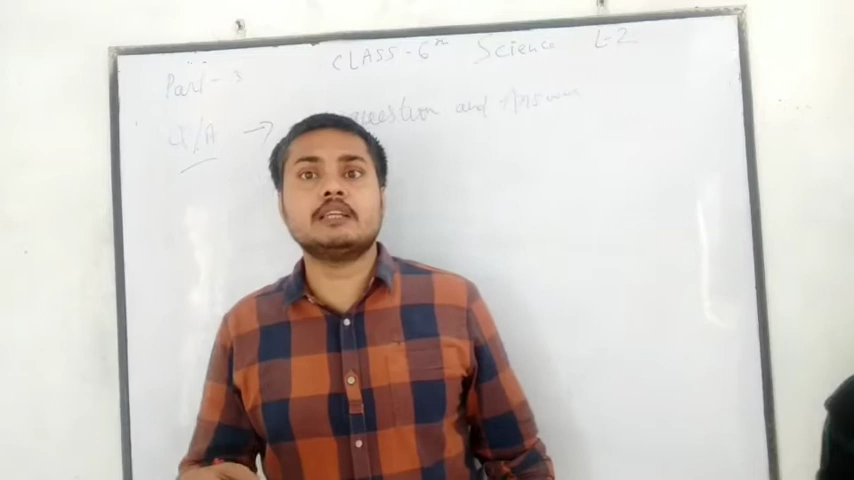 CLASS - 6th Science L-2
Part - 3
Q/A → question and Answer